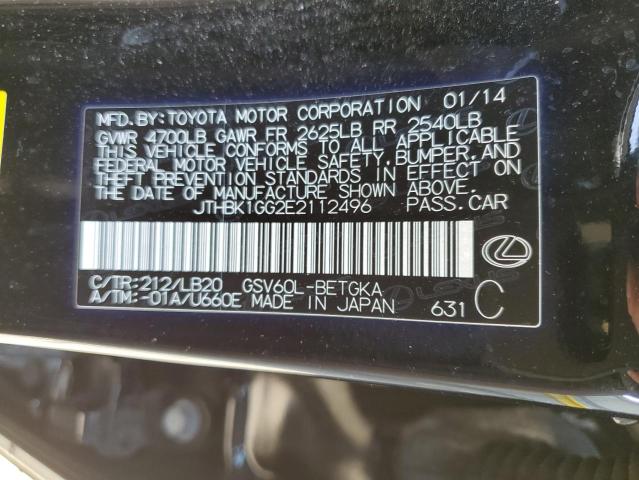 MFD. BY: TOYOTA MOTOR CORPORATION 01/14
GVWR 4700LB GAWR FR 2625LB RR 2540LB
THIS VEHICLE CONFORMS TO ALL APPLICABLE
FEDERAL MOTOR VEHICLE SAFETY, BUMPER, AND
THEFT PREVENTION STANDARDS IN EFFECT ON
THE DATE OF MANUFACTURE SHOWN ABOVE.
JTHBK1GG2E2112496 PASS.CAR
C/TR:212/LB20 GSV60L-BETGKA
A/TM:-01A/U660E MADE IN JAPAN 631 C